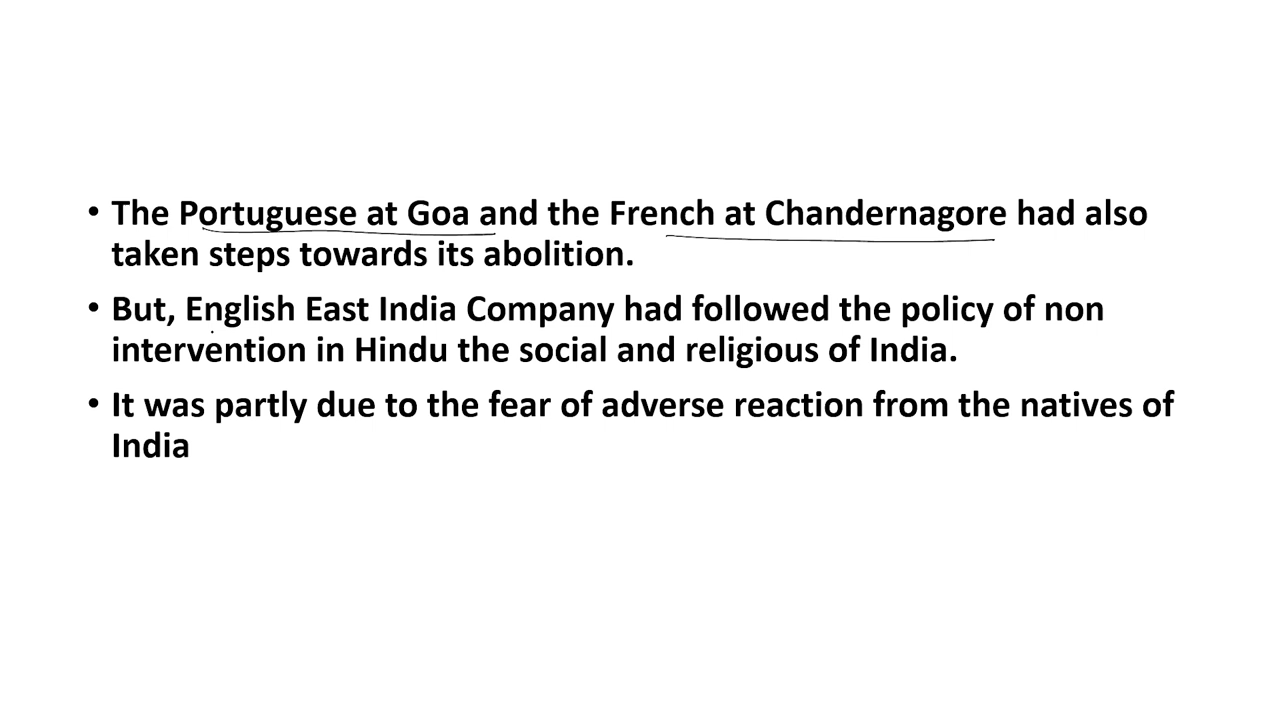 • The Portuguese at Goa and the French at Chandernagore had also
taken steps towards its abolition.
• But, English East India Company had followed the policy of non
intervention in Hindu the social and religious of India.
• It was partly due to the fear of adverse reaction from the natives of
India